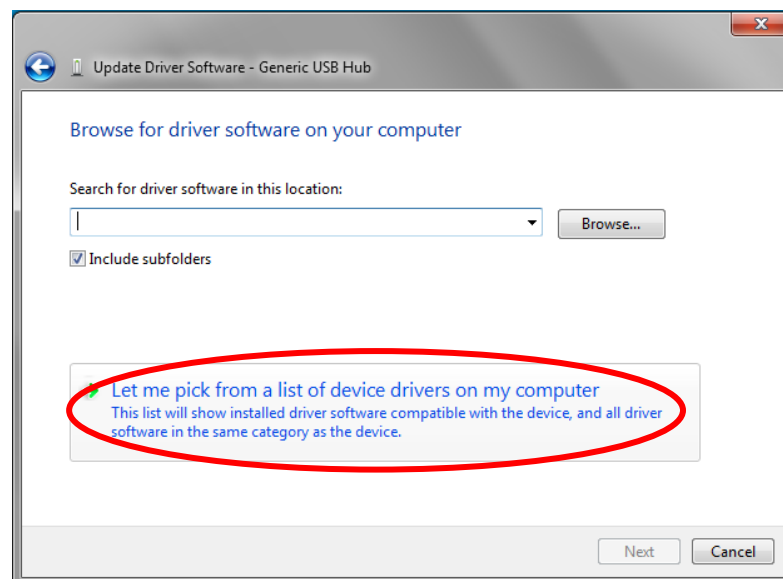 Update Driver Software - Generic USB Hub
Browse for driver software on your computer
Search for driver software in this location:
Browse...
Include subfolders
Let me pick from a list of device drivers on my computer
This list will show installed driver software compatible with the device, and all driver
software in the same category as the device.
Next
Cancel